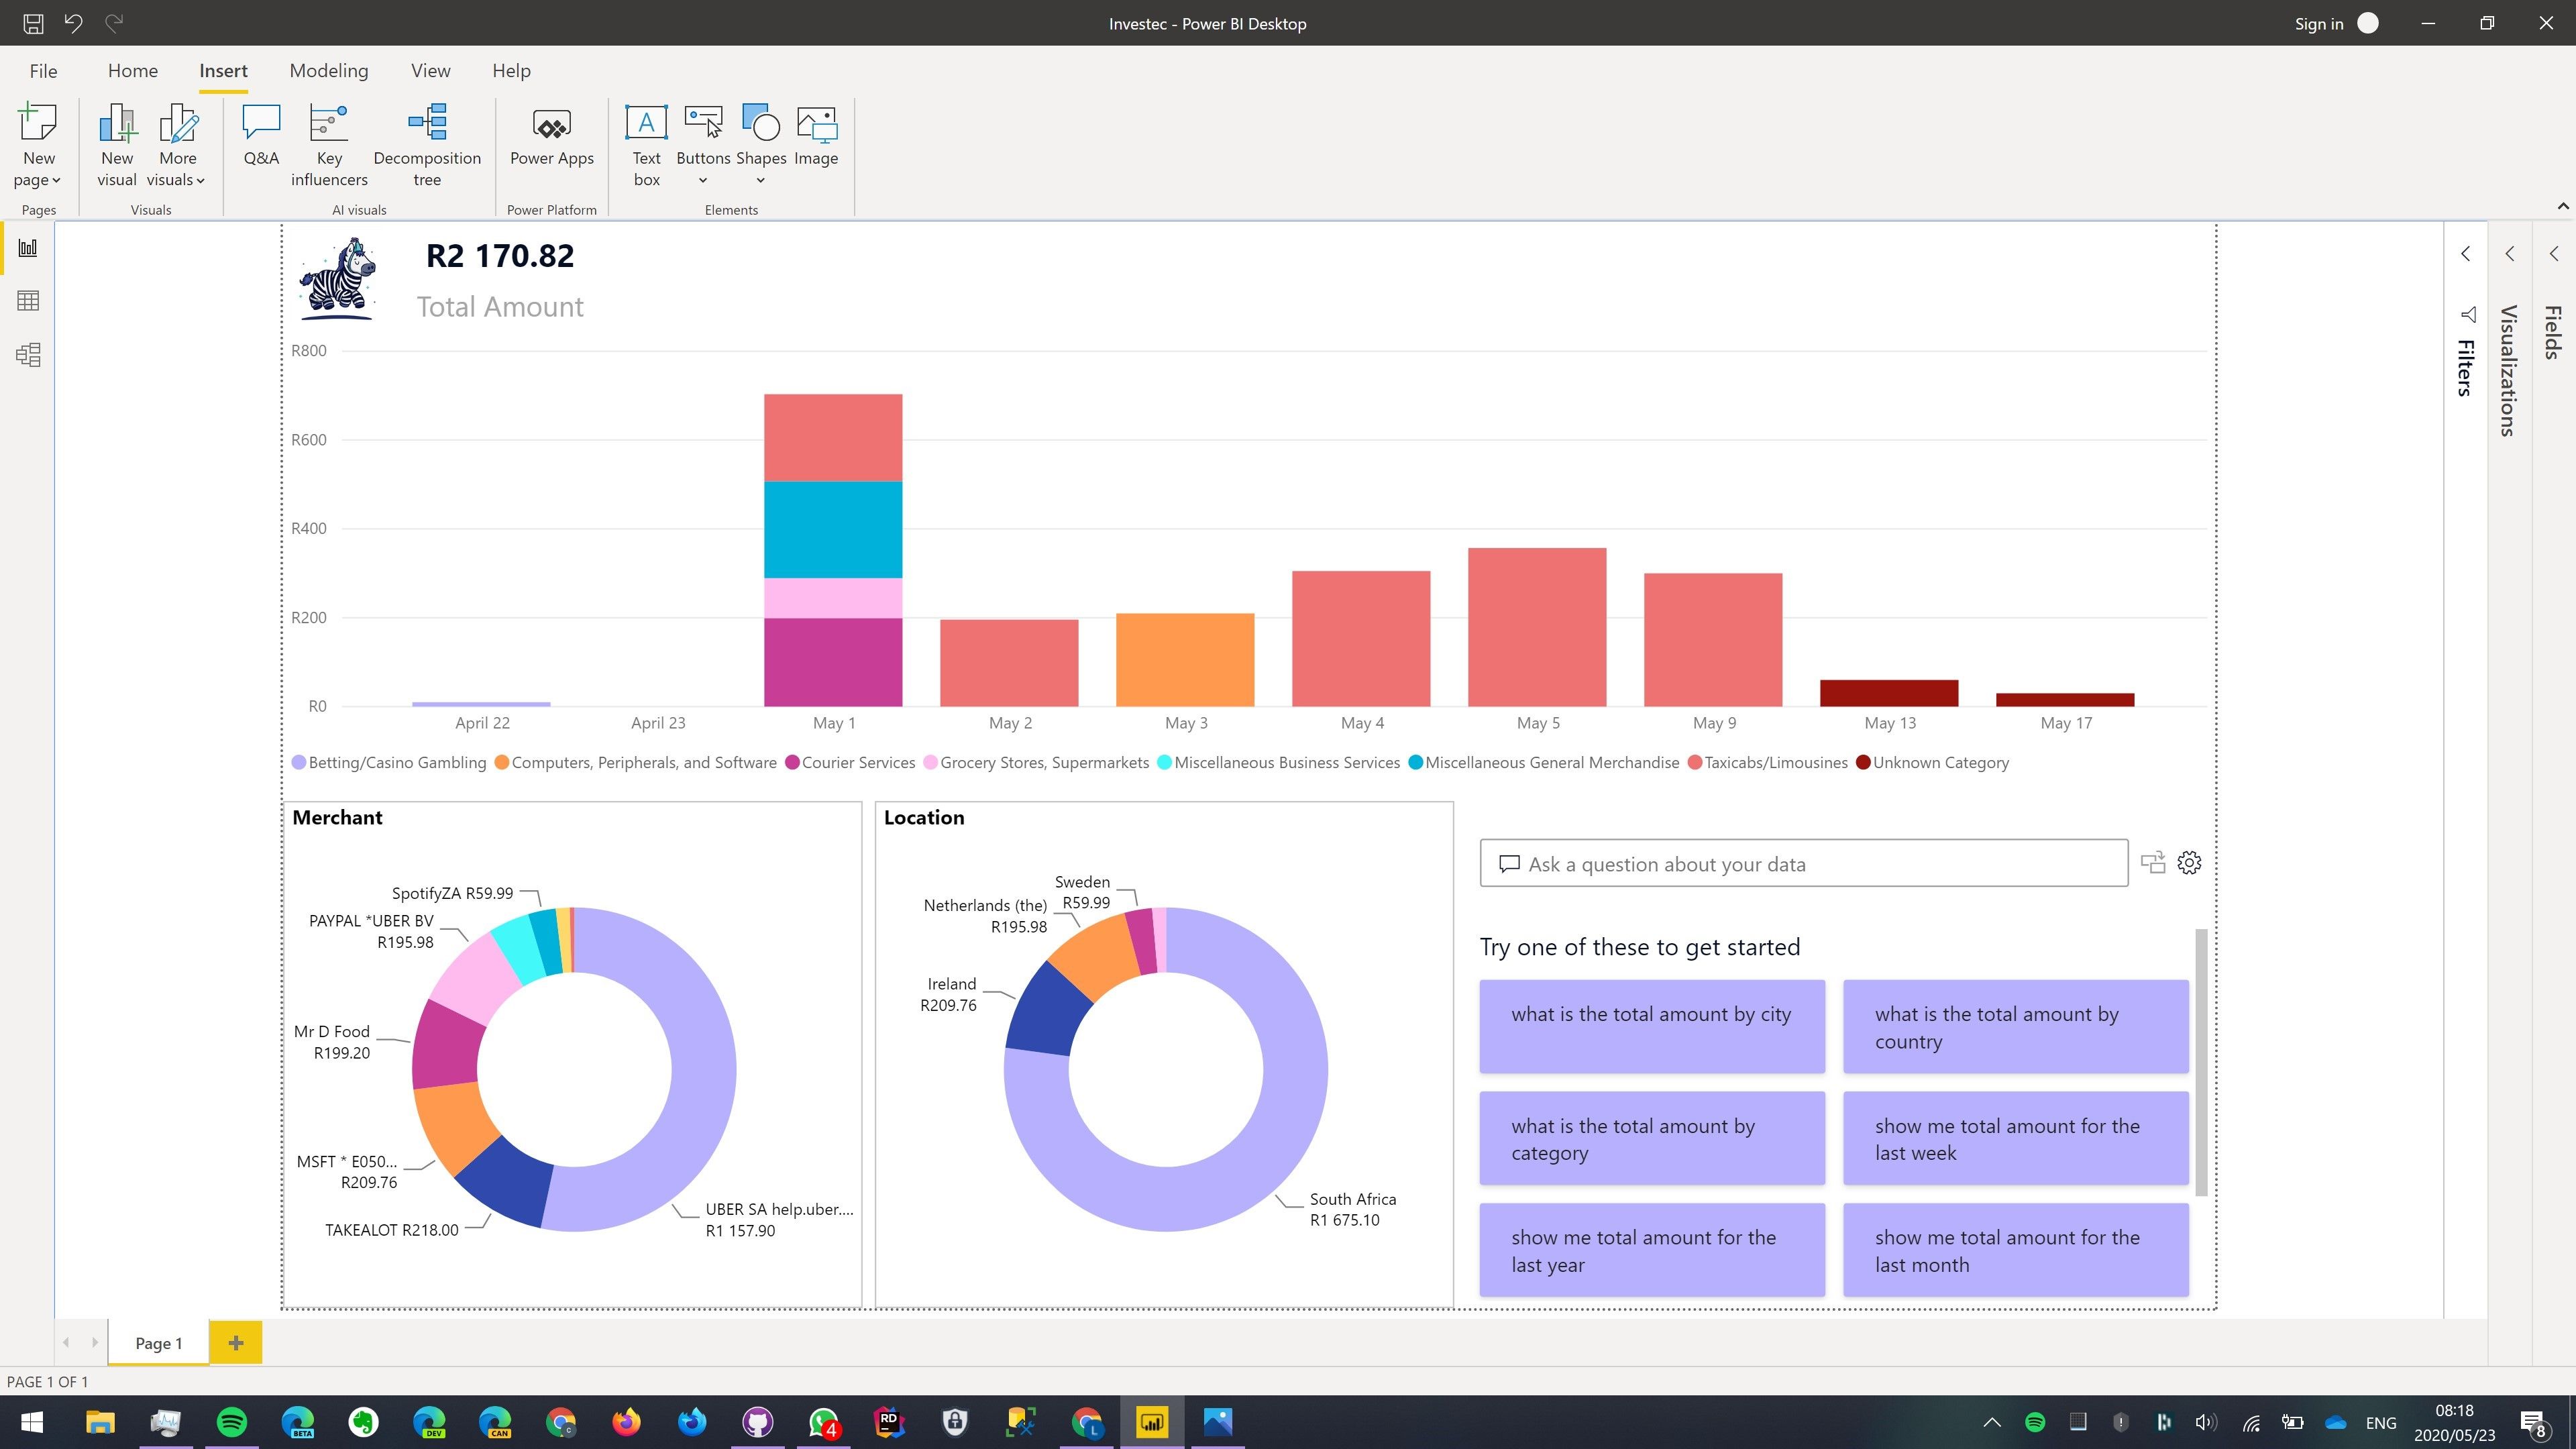 Investec - Power BI Desktop
Sign in
File Home Insert Modeling View Help
New page
New visual
More visuals
Q&A
Key influencers
Decomposition tree
Power Apps
Text box
Buttons
Shapes
Image
Pages
Visuals
AI visuals
Power Platform
Elements
R2 170.82
Total Amount
Filters
Visualizations
Fields
R800
R600
R400
R200
R0
April 22 April 23 May 1 May 2 May 3 May 4 May 5 May 9 May 13 May 17
Betting/Casino Gambling Computers, Peripherals, and Software Courier Services Grocery Stores, Supermarkets Miscellaneous Business Services Miscellaneous General Merchandise Taxicabs/Limousines Unknown Category
Merchant
SpotifyZA R59.99
PAYPAL *UBER BV
R195.98
Mr D Food
R199.20
MSFT * E050...
R209.76
TAKEALOT R218.00
UBER SA help.uber....
R1 157.90
Location
Sweden
R59.99
Netherlands (the)
R195.98
Ireland
R209.76
South Africa
R1 675.10
Ask a question about your data
Try one of these to get started
what is the total amount by city
what is the total amount by
country
what is the total amount by
category
show me total amount for the
last week
show me total amount for the
last year
show me total amount for the
last month
Page 1
PAGE 1 OF 1
BETA
DEV
CAN
C
4
RD
L
ENG
08:18
2020/05/23
8